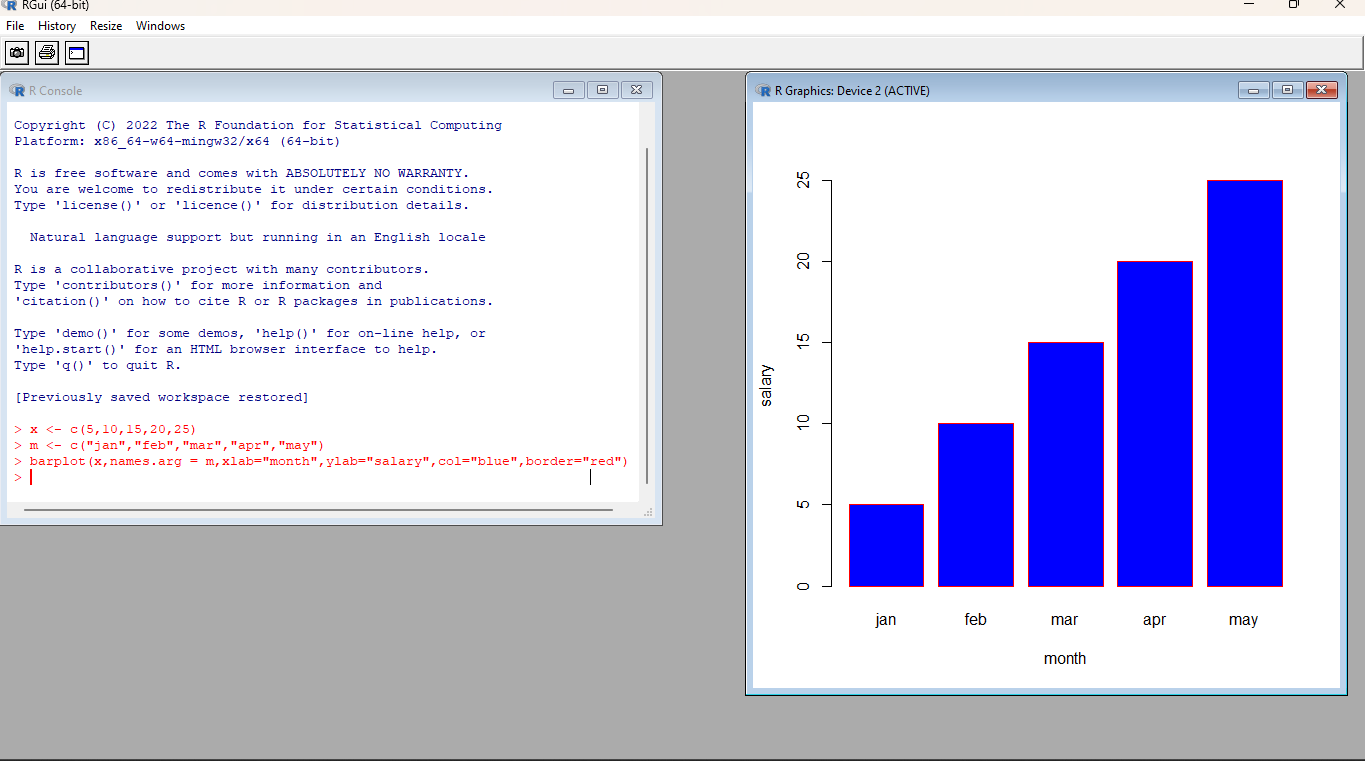 RGui (64-bit)
File History Resize Windows
R Console
Copyright (C) 2022 The R Foundation for Statistical Computing
Platform: x86_64-w64-mingw32/x64 (64-bit)
R is free software and comes with ABSOLUTELY NO WARRANTY.
You are welcome to redistribute it under certain conditions.
Type 'license()' or 'licence()' for distribution details.
Natural language support but running in an English locale
R is a collaborative project with many contributors.
Type 'contributors()' for more information and
'citation()' on how to cite R or R packages in publications.
Type 'demo()' for some demos, 'help()' for on-line help, or
'help.start()' for an HTML browser interface to help.
Type 'q()' to quit R.
[Previously saved workspace restored]
> x <- c(5,10,15,20,25)
> m <- c("jan","feb","mar","apr","may")
> barplot(x,names.arg = m,xlab="month",ylab="salary",col="blue",border="red")
>
R Graphics: Device 2 (ACTIVE)
25
20
15
10
5
0
salary
jan feb mar apr may
month